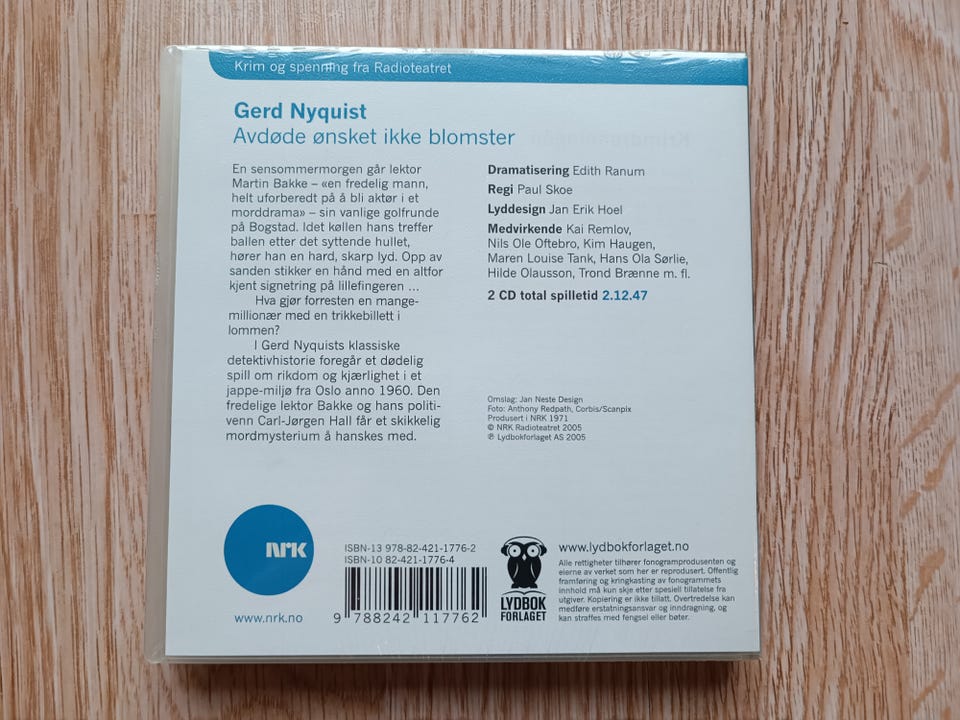 Krim og spenning fra Radioteatret
Gerd Nyquist
Avdøde ønsket ikke blomster
En sensommermorgen går lektor
Martin Bakke – «en fredelig mann,
helt uforberedt på å bli aktør i et
morddrama» – sin vanlige golfrunde
på Bogstad. Idet køllen hans treffer
ballen etter det syttende hullet,
hører han en hard, skarp lyd. Opp av
sanden stikker en hånd med en altfor
kjent signetring på lillefingeren ...
Hva gjør forresten en mange-
millionær med en trikkebillett i
lommen?
I Gerd Nyquists klassiske
detektivhistorie foregår et dødelig
spill om rikdom og kjærlighet i et
jappe-miljø fra Oslo anno 1960. Den
fredelige lektor Bakke og hans politi-
venn Carl-Jørgen Hall får et skikkelig
mordmysterium å hanskes med.
Dramatisering Edith Ranum
Regi Paul Skoe
Lyddesign Jan Erik Hoel
Medvirkende Kai Remlov,
Nils Ole Oftebro, Kim Haugen,
Maren Louise Tank, Hans Ola Sørlie,
Hilde Olausson, Trond Brænne m. fl.
2 CD total spilletid 2.12.47
Omslag: Jan Neste Design
Foto: Anthony Redpath, Corbis/Scanpix
Produsert i NRK 1971
© NRK Radioteatret 2005
℗ Lydbokforlaget AS 2005
NRK
www.nrk.no
ISBN-13 978-82-421-1776-2
ISBN-10 82-421-1776-4
9 788242 117762
LYDBOK
FORLAGET
www.lydbokforlaget.no
Alle rettigheter tilhører fonogramprodusenten og
eierne av verket som her er reprodusert. Offentlig
framføring og kringkasting av fonogrammets
innhold må kun skje etter spesiell tillatelse fra
utgiver. Kopiering er ikke tillatt. Overtredelse kan
medføre erstatningsansvar og inndragning, og
kan straffes med fengsel eller bøter.